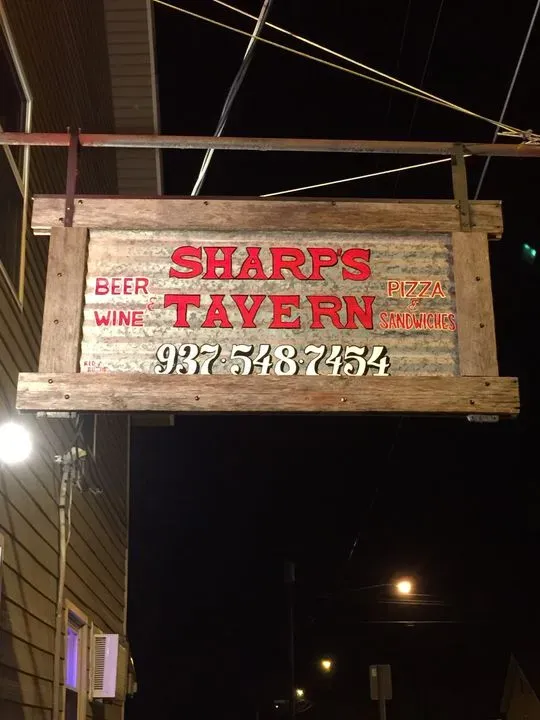 SHARP'S
TAVERN
BEER
&
WINE
PIZZA
&
SANDWICHES
937·548·7454